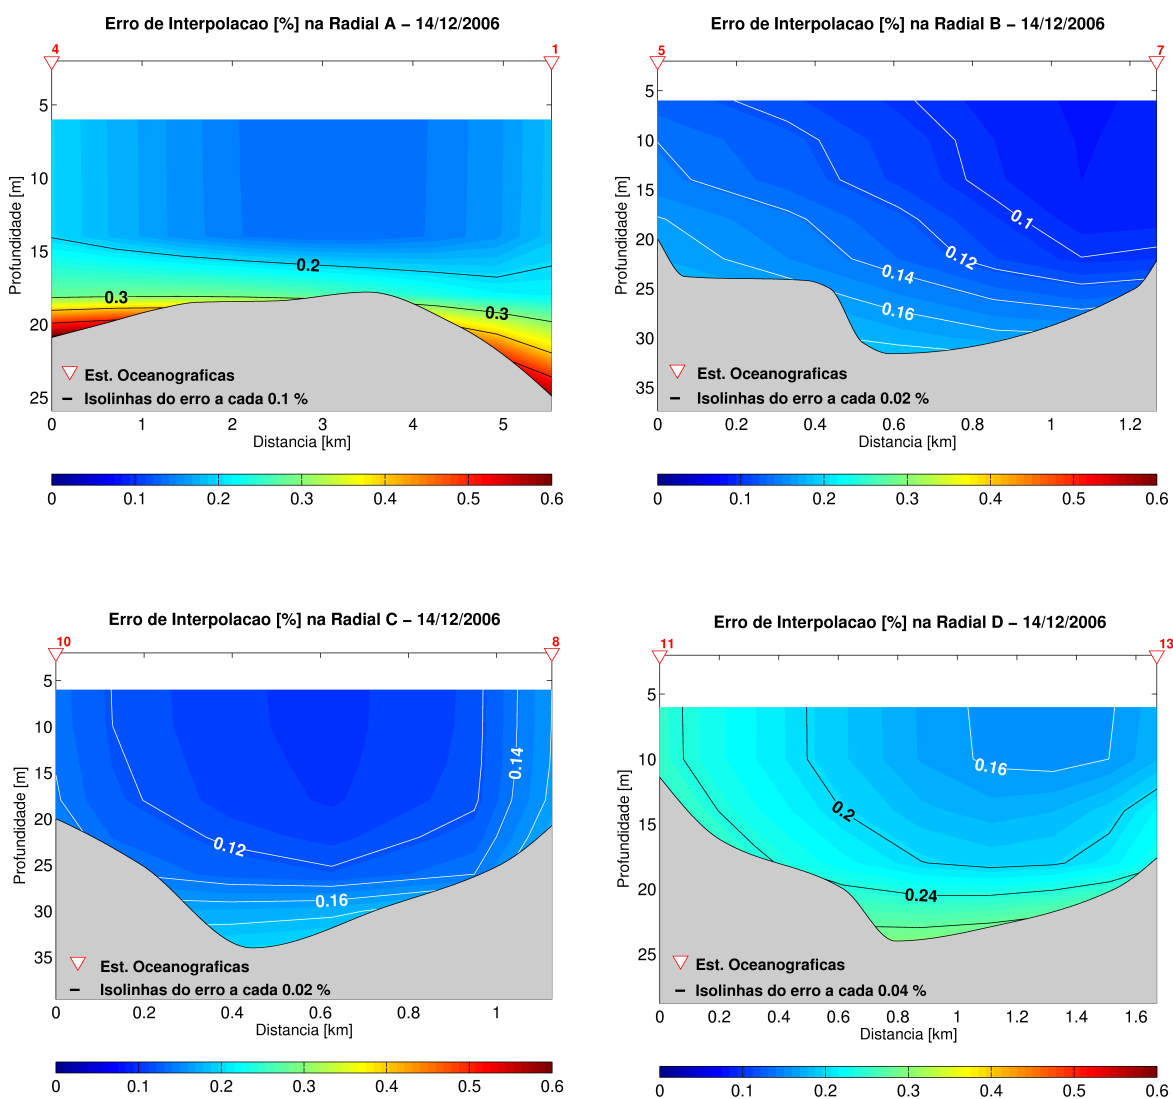 Erro de Interpolacao [%] na Radial A – 14/12/2006
4 1
5
10
15
20
25
Profundidade [m]
0.2
0.3
0.3
Est. Oceanograficas
Isolinhas do erro a cada 0.1 %
0 1 2 3 4 5
Distancia [km]
0 0.1 0.2 0.3 0.4 0.5 0.6
Erro de Interpolacao [%] na Radial B – 14/12/2006
5 7
5
10
15
20
25
30
35
Profundidade [m]
0.1
0.12
0.14
0.16
Est. Oceanograficas
Isolinhas do erro a cada 0.02 %
0 0.2 0.4 0.6 0.8 1 1.2
Distancia [km]
0 0.1 0.2 0.3 0.4 0.5 0.6
Erro de Interpolacao [%] na Radial C – 14/12/2006
10 8
5
10
15
20
25
30
35
Profundidade [m]
0.14
0.12
0.16
Est. Oceanograficas
Isolinhas do erro a cada 0.02 %
0 0.2 0.4 0.6 0.8 1
Distancia [km]
0 0.1 0.2 0.3 0.4 0.5 0.6
Erro de Interpolacao [%] na Radial D – 14/12/2006
11 13
5
10
15
20
25
Profundidade [m]
0.16
0.2
0.24
Est. Oceanograficas
Isolinhas do erro a cada 0.04 %
0 0.2 0.4 0.6 0.8 1 1.2 1.4 1.6
Distancia [km]
0 0.1 0.2 0.3 0.4 0.5 0.6